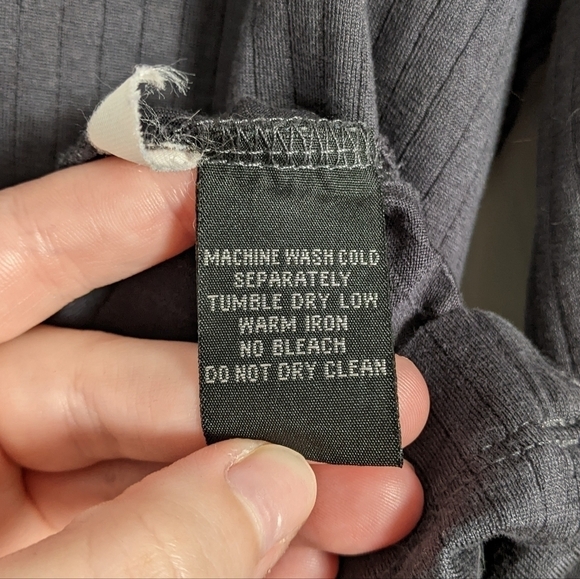 MACHINE WASH COLD
SEPARATELY
TUMBLE DRY LOW
WARM IRON
NO BLEACH
DO NOT DRY CLEAN